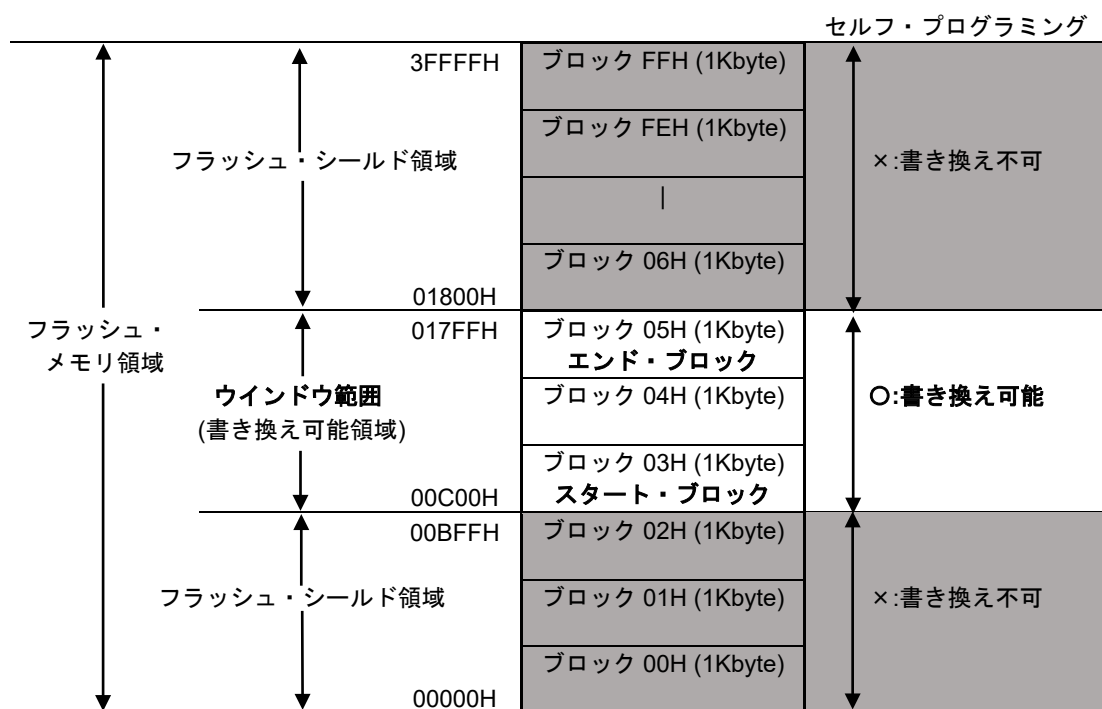 セルフ・プログラミング
3FFFFH
ブロック FFH (1Kbyte)
ブロック FEH (1Kbyte)
フラッシュ・シールド領域
×:書き換え不可
|
ブロック 06H (1Kbyte)
01800H
フラッシュ・
メモリ領域
017FFH
ブロック 05H (1Kbyte)
エンド・ブロック
ウインドウ範囲
(書き換え可能領域)
ブロック 04H (1Kbyte)
○:書き換え可能
ブロック 03H (1Kbyte)
スタート・ブロック
00C00H
00BFFH
ブロック 02H (1Kbyte)
フラッシュ・シールド領域
ブロック 01H (1Kbyte)
×:書き換え不可
ブロック 00H (1Kbyte)
00000H